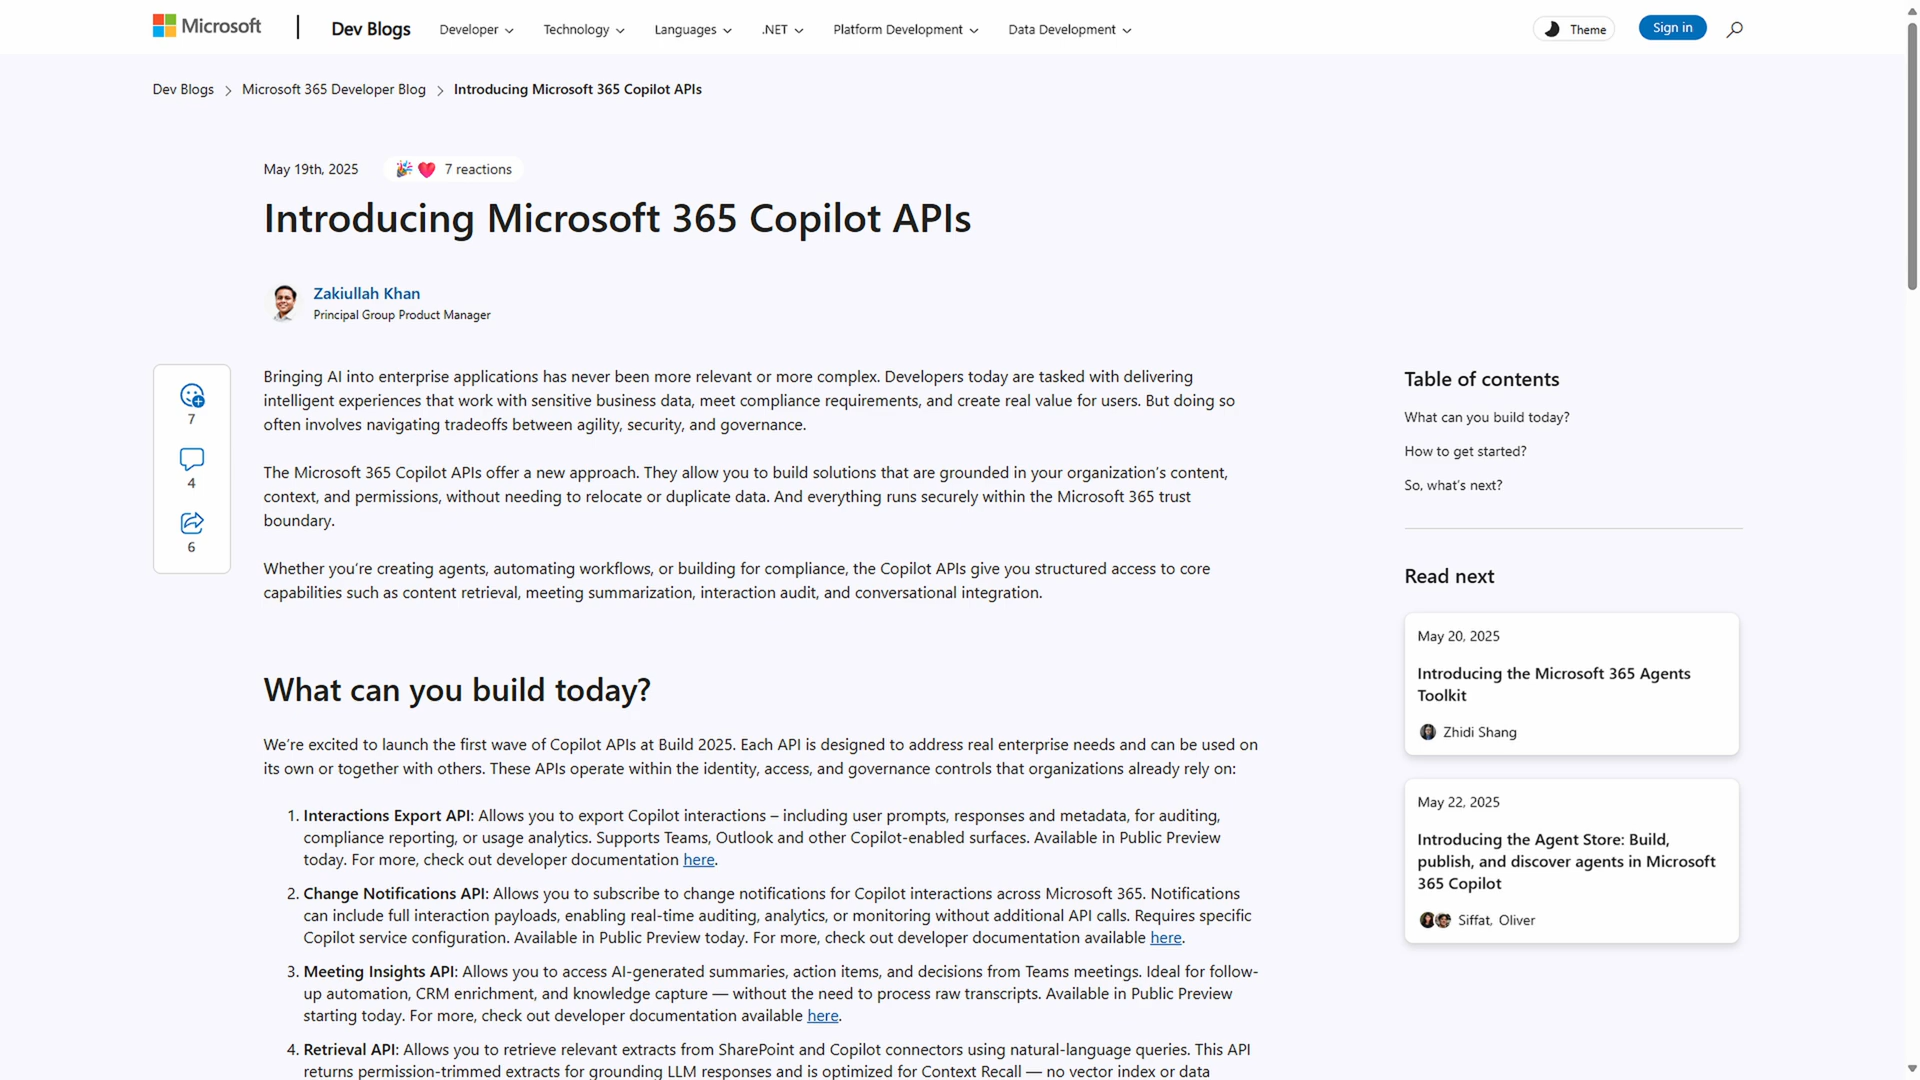 Microsoft
Dev Blogs
Developer
Technology
Languages
.NET
Platform Development
Data Development
Theme
Sign in
Dev Blogs
Microsoft 365 Developer Blog
Introducing Microsoft 365 Copilot APIs
May 19th, 2025
7 reactions
Introducing Microsoft 365 Copilot APIs
Zakiullah Khan
Principal Group Product Manager
7
4
6
Bringing AI into enterprise applications has never been more relevant or more complex. Developers today are tasked with delivering
intelligent experiences that work with sensitive business data, meet compliance requirements, and create real value for users. But doing so
often involves navigating tradeoffs between agility, security, and governance.
The Microsoft 365 Copilot APIs offer a new approach. They allow you to build solutions that are grounded in your organization’s content,
context, and permissions, without needing to relocate or duplicate data. And everything runs securely within the Microsoft 365 trust
boundary.
Whether you’re creating agents, automating workflows, or building for compliance, the Copilot APIs give you structured access to core
capabilities such as content retrieval, meeting summarization, interaction audit, and conversational integration.
What can you build today?
We’re excited to launch the first wave of Copilot APIs at Build 2025. Each API is designed to address real enterprise needs and can be used on
its own or together with others. These APIs operate within the identity, access, and governance controls that organizations already rely on:
1. Interactions Export API: Allows you to export Copilot interactions – including user prompts, responses and metadata, for auditing,
compliance reporting, or usage analytics. Supports Teams, Outlook and other Copilot-enabled surfaces. Available in Public Preview
today. For more, check out developer documentation here.
2. Change Notifications API: Allows you to subscribe to change notifications for Copilot interactions across Microsoft 365. Notifications
can include full interaction payloads, enabling real-time auditing, analytics, or monitoring without additional API calls. Requires specific
Copilot service configuration. Available in Public Preview today. For more, check out developer documentation available here.
3. Meeting Insights API: Allows you to access AI-generated summaries, action items, and decisions from Teams meetings. Ideal for follow-
up automation, CRM enrichment, and knowledge capture — without the need to process raw transcripts. Available in Public Preview
starting today. For more, check out developer documentation available here.
4. Retrieval API: Allows you to retrieve relevant extracts from SharePoint and Copilot connectors using natural-language queries. This API
returns permission-trimmed extracts for grounding LLM responses and is optimized for Context Recall — no vector index or data
Table of contents
What can you build today?
How to get started?
So, what’s next?
Read next
May 20, 2025
Introducing the Microsoft 365 Agents
Toolkit
Zhidi Shang
May 22, 2025
Introducing the Agent Store: Build,
publish, and discover agents in Microsoft
365 Copilot
Siffat, Oliver